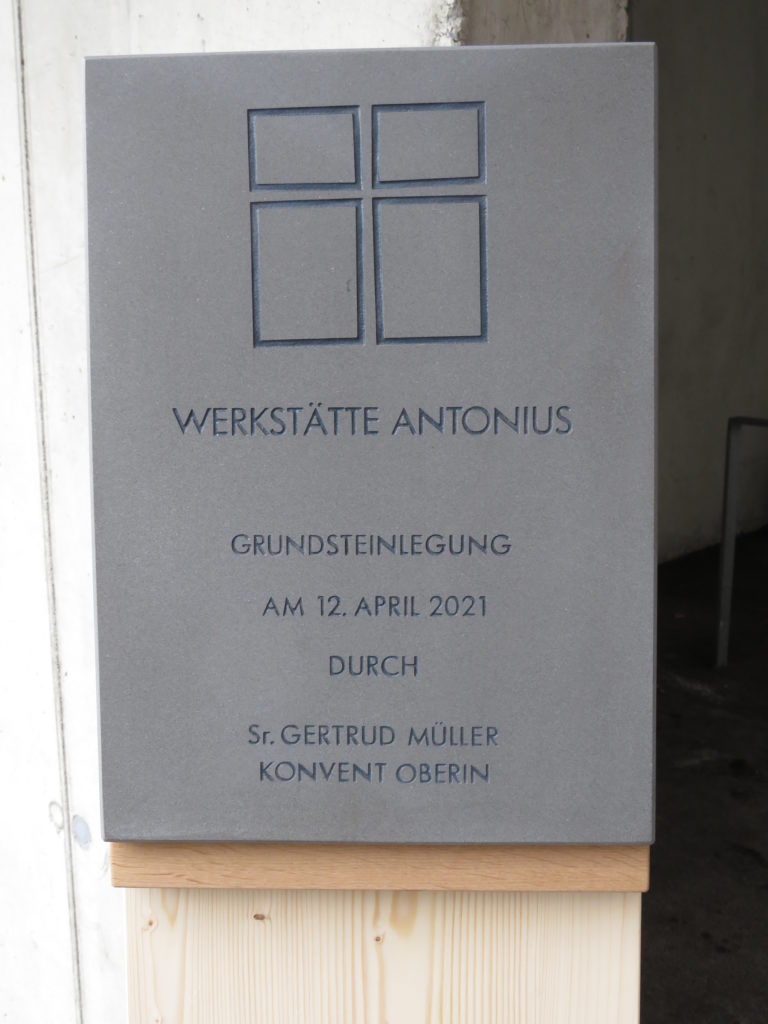 WERKSTÄTTE ANTONIUS
GRUNDSTEINLEGUNG
AM 12. APRIL 2021
DURCH
Sr. GERTRUD MÜLLER
KONVENT OBERIN